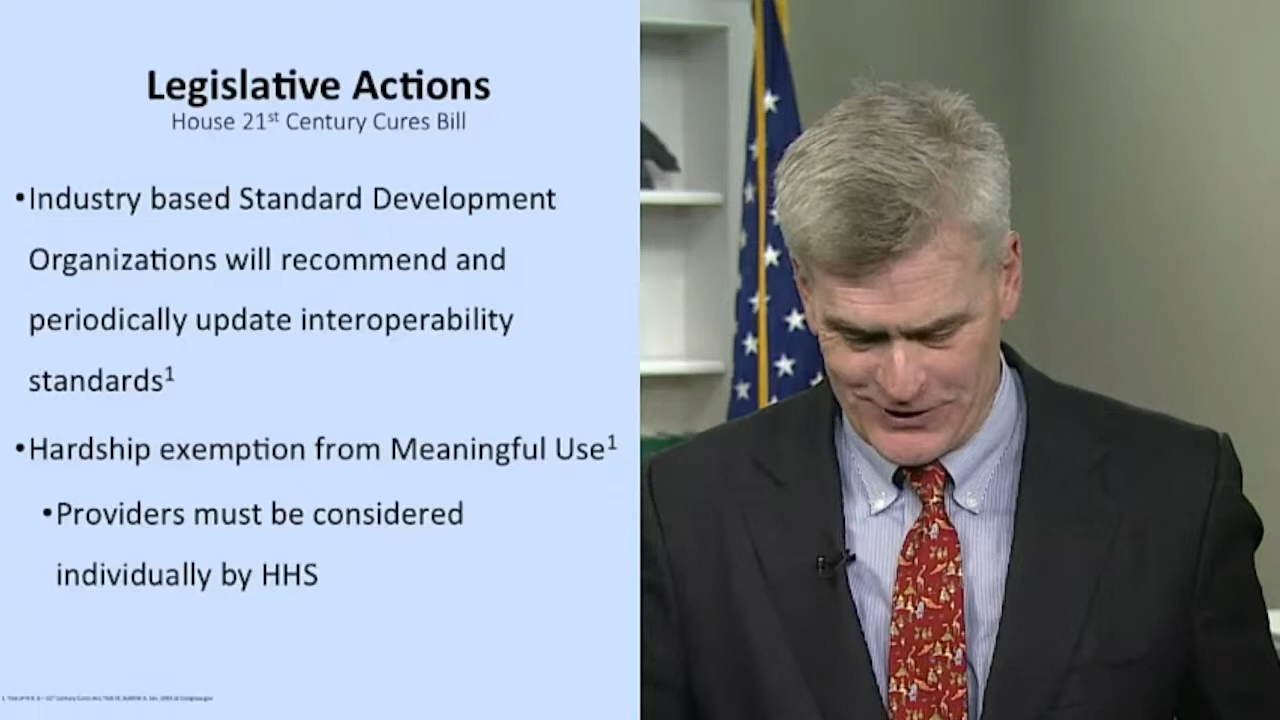 Legislative Actions
House 21st Century Cures Bill
•Industry based Standard Development
Organizations will recommend and
periodically update interoperability
standards1
•Hardship exemption from Meaningful Use1
•Providers must be considered
individually by HHS